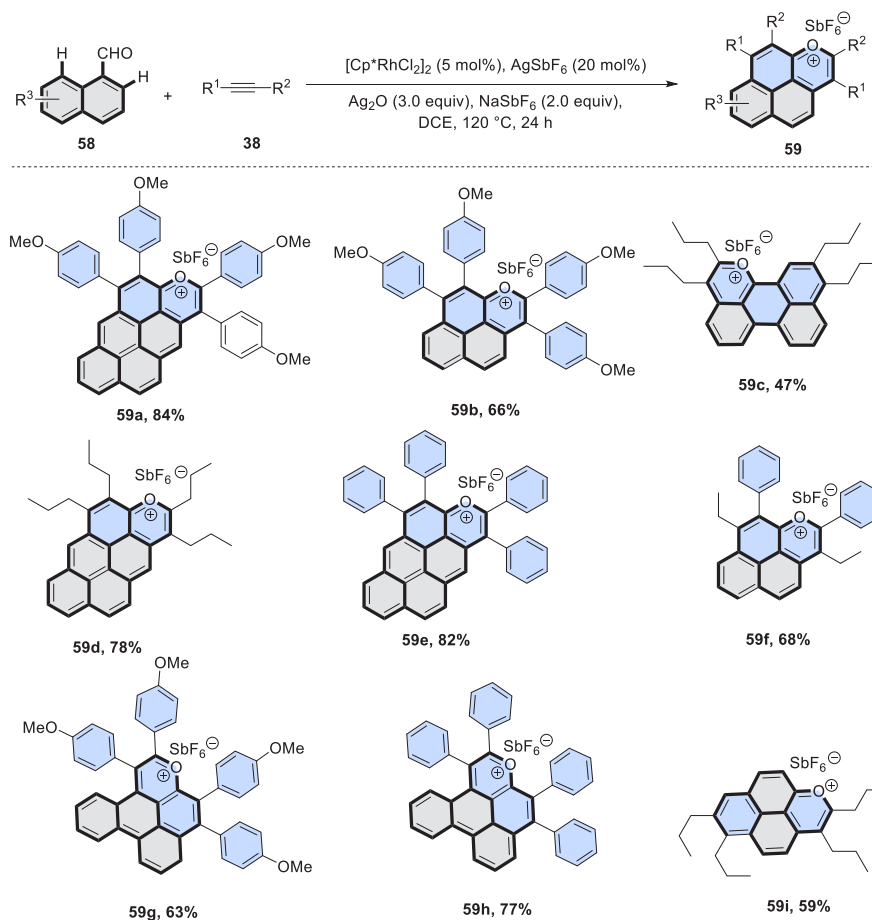 H CHO
H
R³
58
+
R¹ R²
38
[Cp*RhCl₂]₂ (5 mol%), AgSbF₆ (20 mol%)
Ag₂O (3.0 equiv), NaSbF₆ (2.0 equiv),
DCE, 120 °C, 24 h
R² SbF₆⊖
R¹ O R²
⊕
R¹
R³
59
OMe
MeO SbF₆⊖ OMe
O
⊕
OMe
59a, 84%
OMe
MeO SbF₆⊖ OMe
O
⊕
OMe
59b, 66%
SbF₆⊖
O
⊕
59c, 47%
SbF₆⊖
O
⊕
59d, 78%
SbF₆⊖
O
⊕
59e, 82%
SbF₆⊖
O
⊕
59f, 68%
OMe
MeO SbF₆⊖
O OMe
⊕
OMe
59g, 63%
SbF₆⊖
O
⊕
59h, 77%
SbF₆⊖
O ⊕
59i, 59%